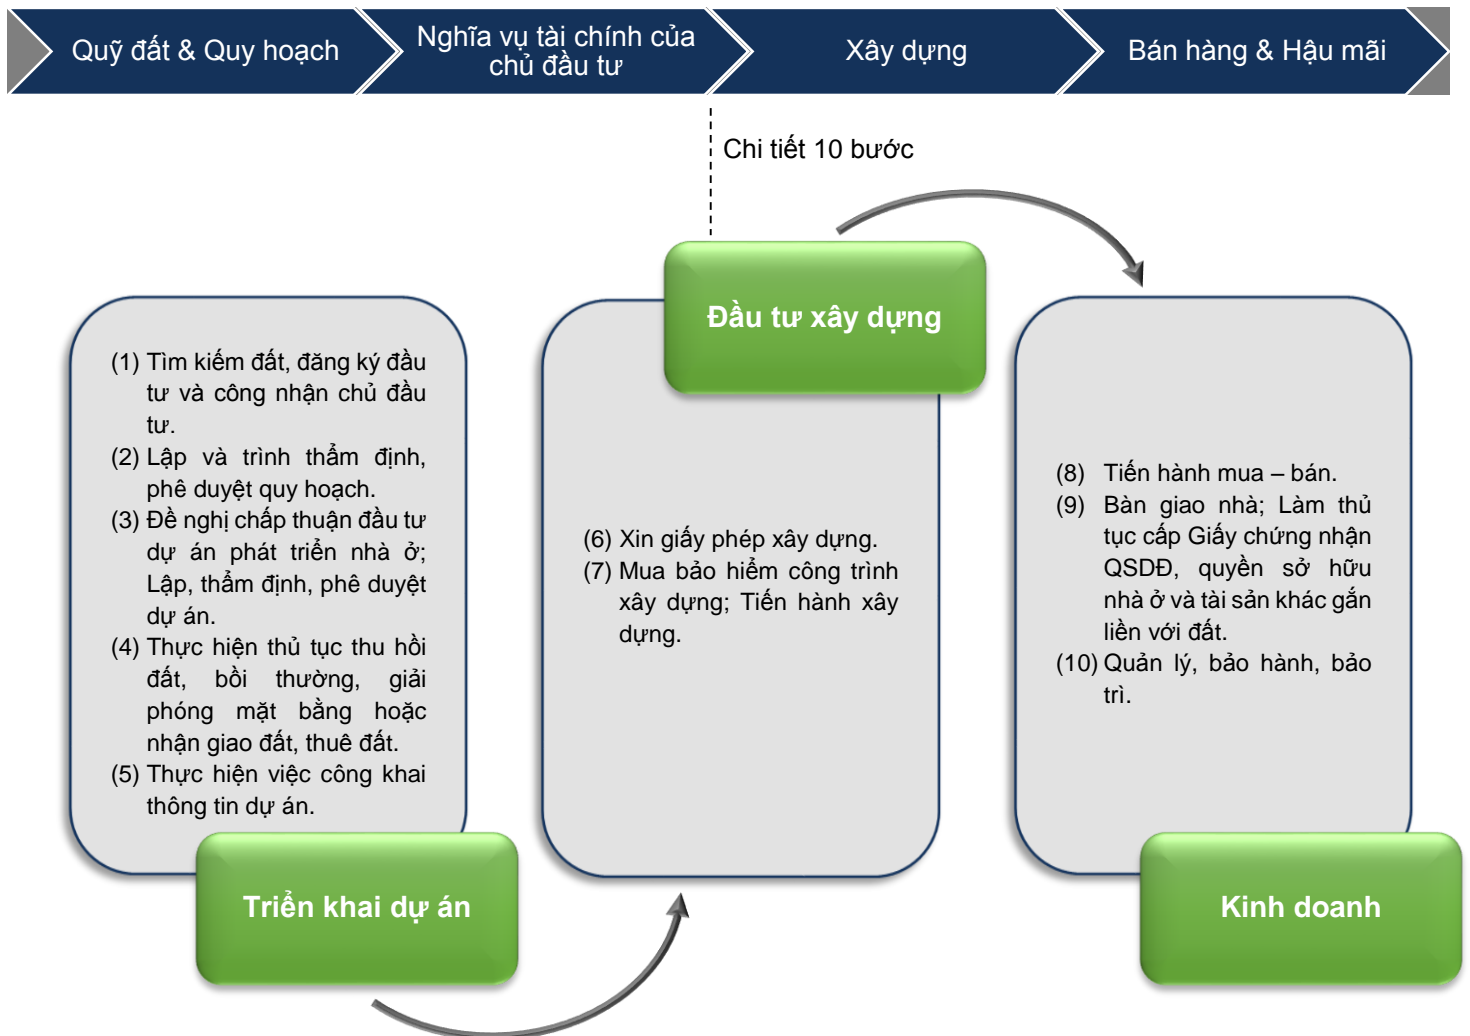 Quỹ đất & Quy hoạch
Nghĩa vụ tài chính của
chủ đầu tư
Xây dựng
Bán hàng & Hậu mãi
Chi tiết 10 bước
(1) Tìm kiếm đất, đăng ký đầu
tư và công nhận chủ đầu
tư.
(2) Lập và trình thẩm định,
phê duyệt quy hoạch.
(3) Đề nghị chấp thuận đầu tư
dự án phát triển nhà ở;
Lập, thẩm định, phê duyệt
dự án.
(4) Thực hiện thủ tục thu hồi
đất, bồi thường, giải
phóng mặt bằng hoặc
nhận giao đất, thuê đất.
(5) Thực hiện việc công khai
thông tin dự án.
Triển khai dự án
Đầu tư xây dựng
(6) Xin giấy phép xây dựng.
(7) Mua bảo hiểm công trình
xây dựng; Tiến hành xây
dựng.
(8) Tiến hành mua – bán.
(9) Bàn giao nhà; Làm thủ
tục cấp Giấy chứng nhận
QSDĐ, quyền sở hữu
nhà ở và tài sản khác gắn
liền với đất.
(10) Quản lý, bảo hành, bảo
trì.
Kinh doanh